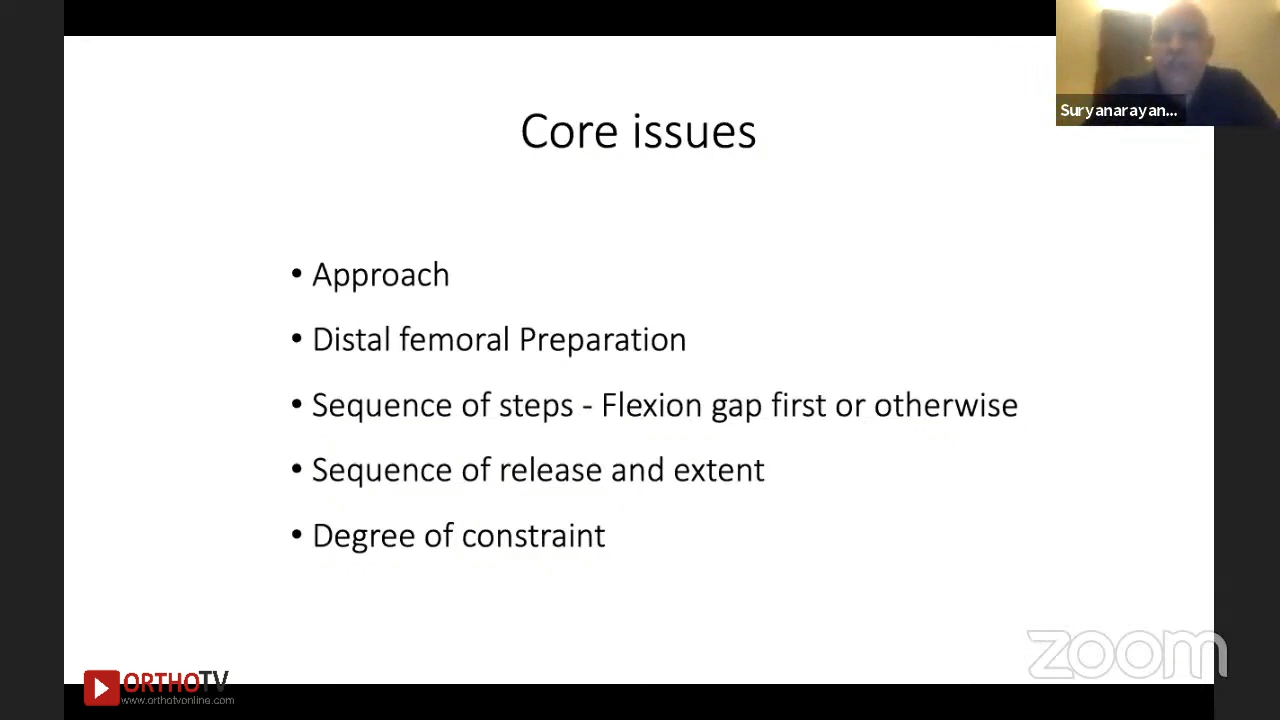 Suryanarayan...
Core issues
• Approach
• Distal femoral Preparation
• Sequence of steps - Flexion gap first or otherwise
• Sequence of release and extent
• Degree of constraint
zoom
ORTHOTV
www.orthotvonline.com